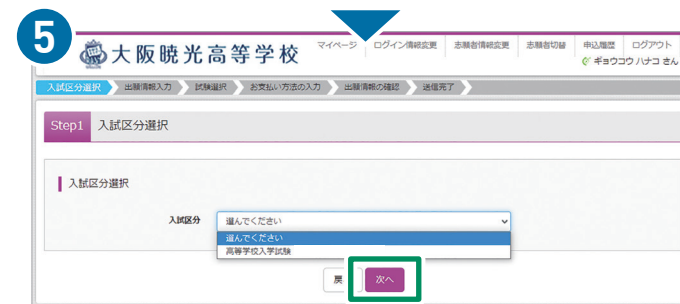 5
大阪暁光高等学校
マイページ ログイン情報変更 志願者情報変更 志願者切替 申込履歴 ログアウト
ギョウコウ ハナコ さん
入試区分選択 出願情報入力 試験選択 お支払い方法の入力 出願情報の確認 送信完了
Step1 入試区分選択
入試区分選択
入試区分 選んでください
選んでください
高等学校入学試験
戻 次へ